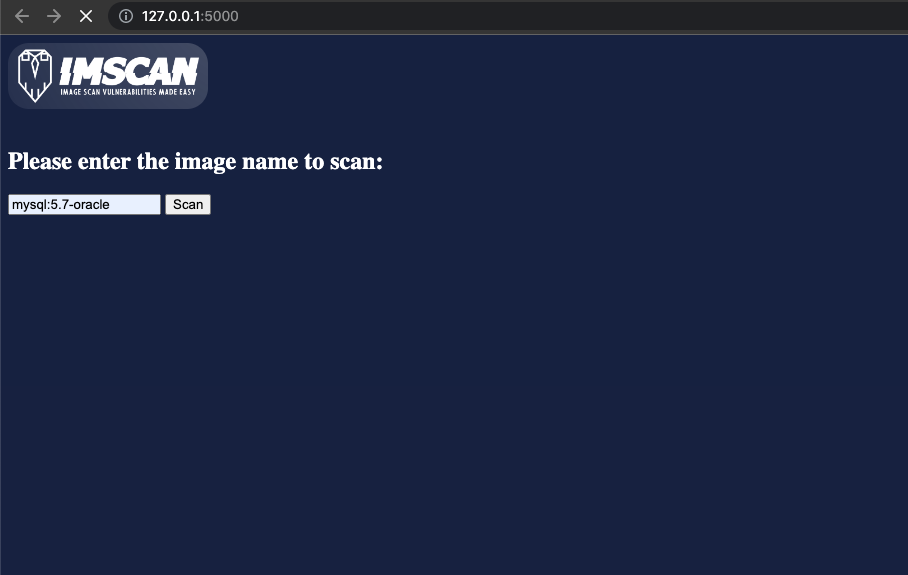 127.0.0.1:5000
IMSCAN
IMAGE SCAN VULNERABILITIES MADE EASY
Please enter the image name to scan:
mysql:5.7-oracle Scan